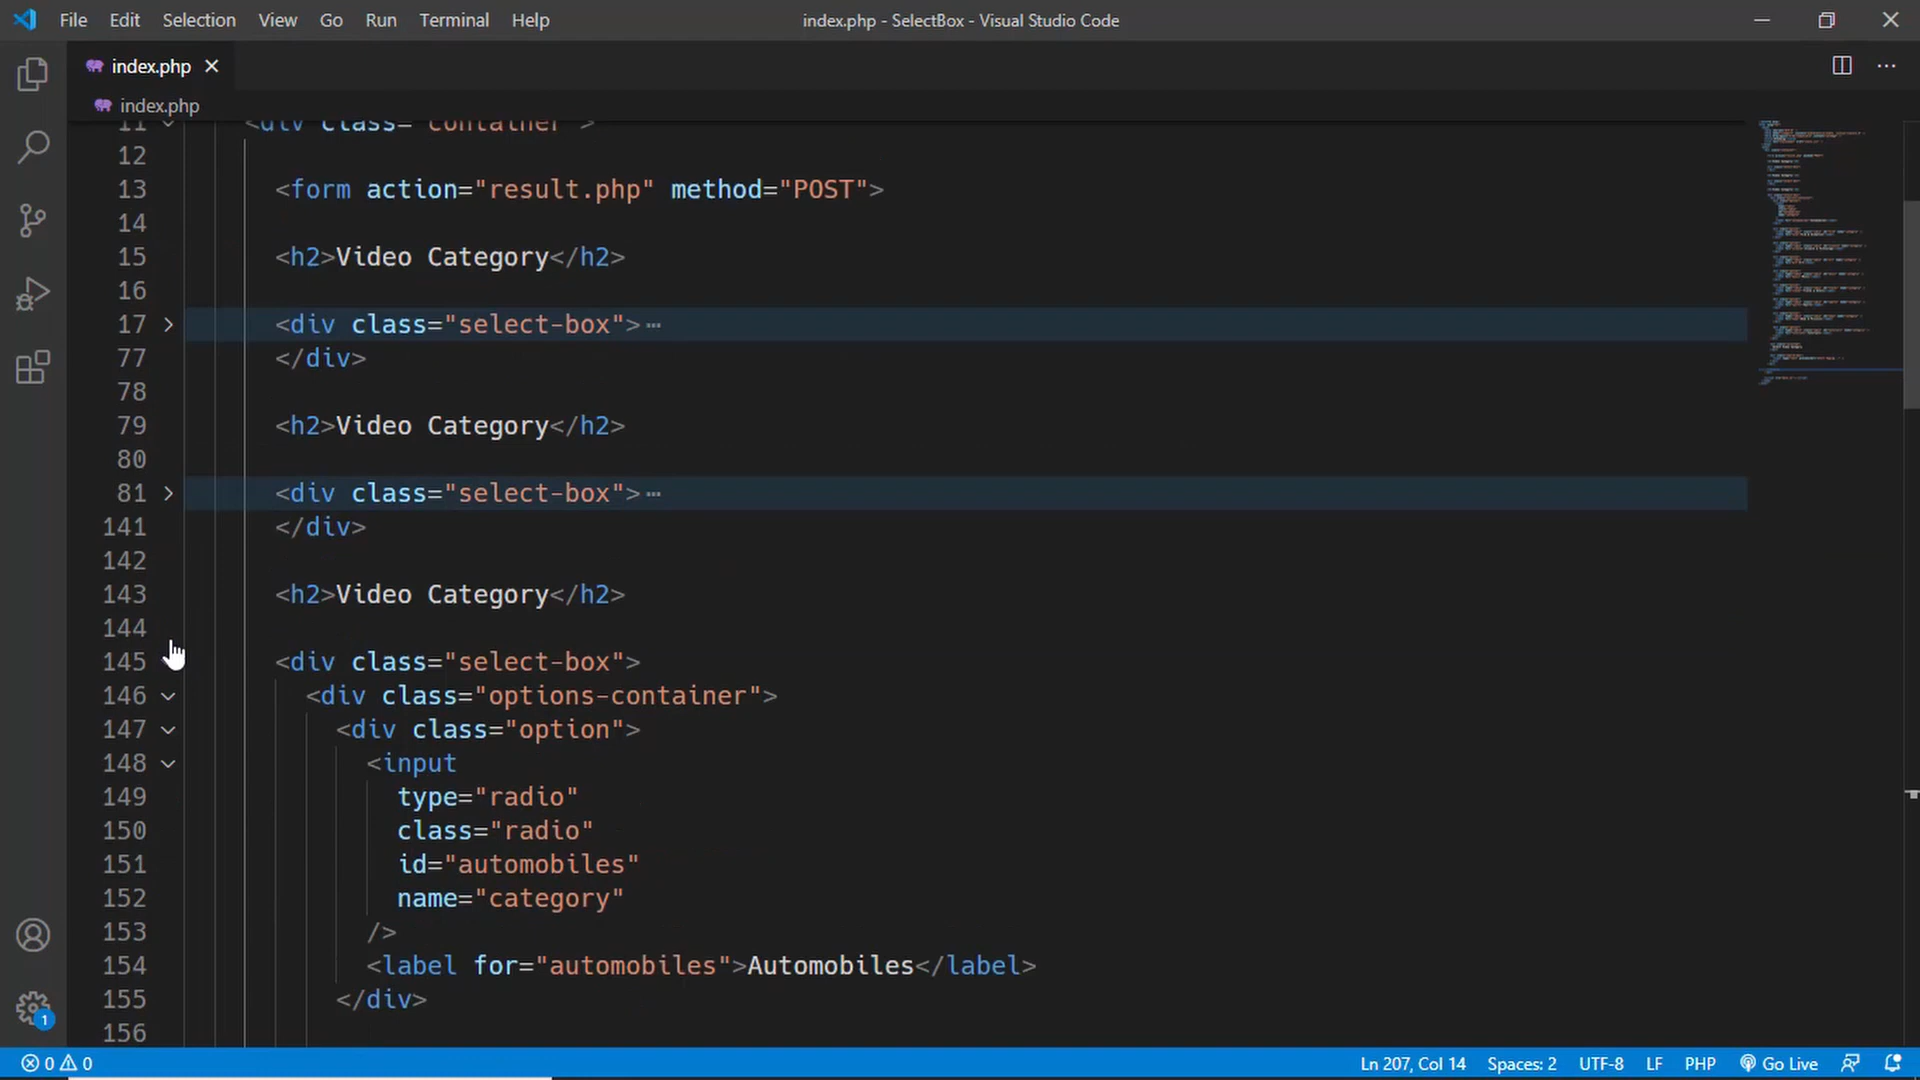 File Edit Selection View Go Run Terminal Help index.php - SelectBox - Visual Studio Code
index.php
index.php
11 <div class="container">
12
13 <form action="result.php" method="POST">
14
15 <h2>Video Category</h2>
16
17 <div class="select-box">…
77 </div>
78
79 <h2>Video Category</h2>
80
81 <div class="select-box">…
141 </div>
142
143 <h2>Video Category</h2>
144
145 <div class="select-box">
146 <div class="options-container">
147 <div class="option">
148 <input
149 type="radio"
150 class="radio"
151 id="automobiles"
152 name="category"
153 />
154 <label for="automobiles">Automobiles</label>
155 </div>
156
1
0 0 Ln 207, Col 14 Spaces: 2 UTF-8 LF PHP Go Live